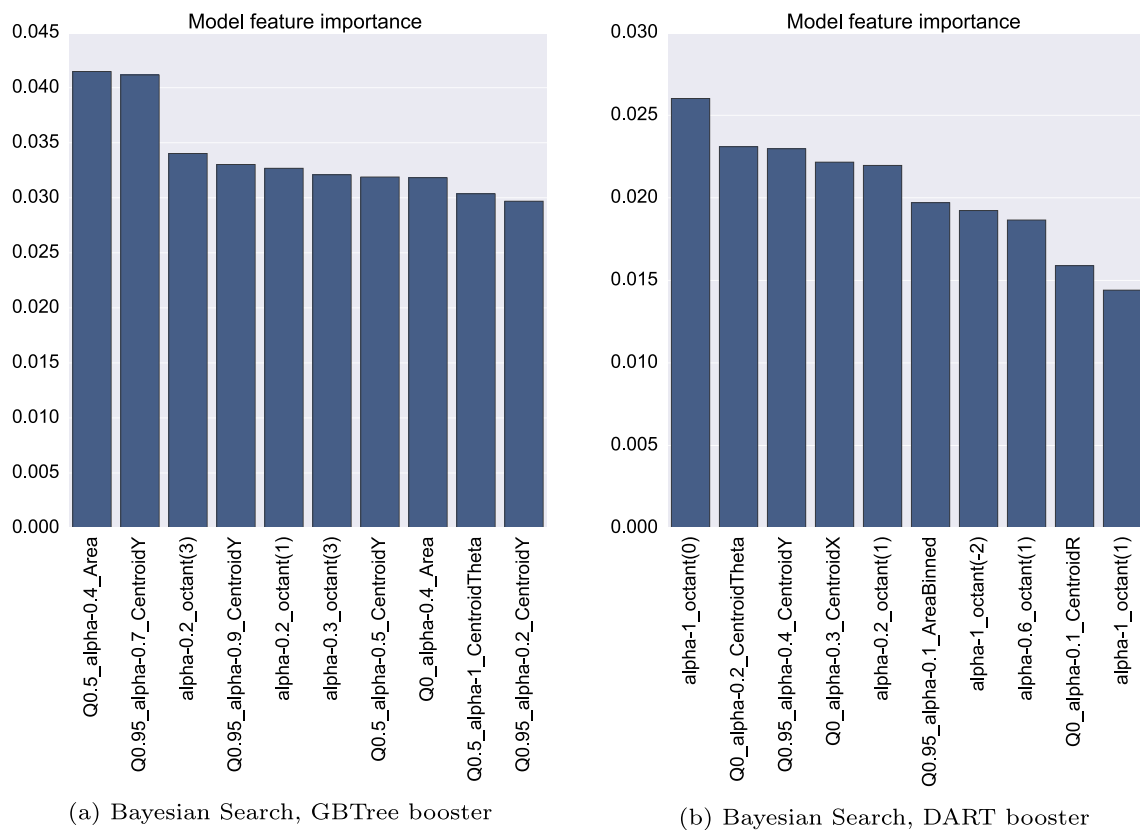 Model feature importance
0.045
0.040
0.035
0.030
0.025
0.020
0.015
0.010
0.005
0.000
Q0.5_alpha-0.4_Area
Q0.95_alpha-0.7_CentroidY
alpha-0.2_octant(3)
Q0.95_alpha-0.9_CentroidY
alpha-0.2_octant(1)
alpha-0.3_octant(3)
Q0.5_alpha-0.5_CentroidY
Q0_alpha-0.4_Area
Q0.5_alpha-1_CentroidTheta
Q0.95_alpha-0.2_CentroidY
(a) Bayesian Search, GBTree booster
Model feature importance
0.030
0.025
0.020
0.015
0.010
0.005
0.000
alpha-1_octant(0)
Q0_alpha-0.2_CentroidTheta
Q0.95_alpha-0.4_CentroidY
Q0_alpha-0.3_CentroidX
alpha-0.2_octant(1)
Q0.95_alpha-0.1_AreaBinned
alpha-1_octant(-2)
alpha-0.6_octant(1)
Q0_alpha-0.1_CentroidR
alpha-1_octant(1)
(b) Bayesian Search, DART booster